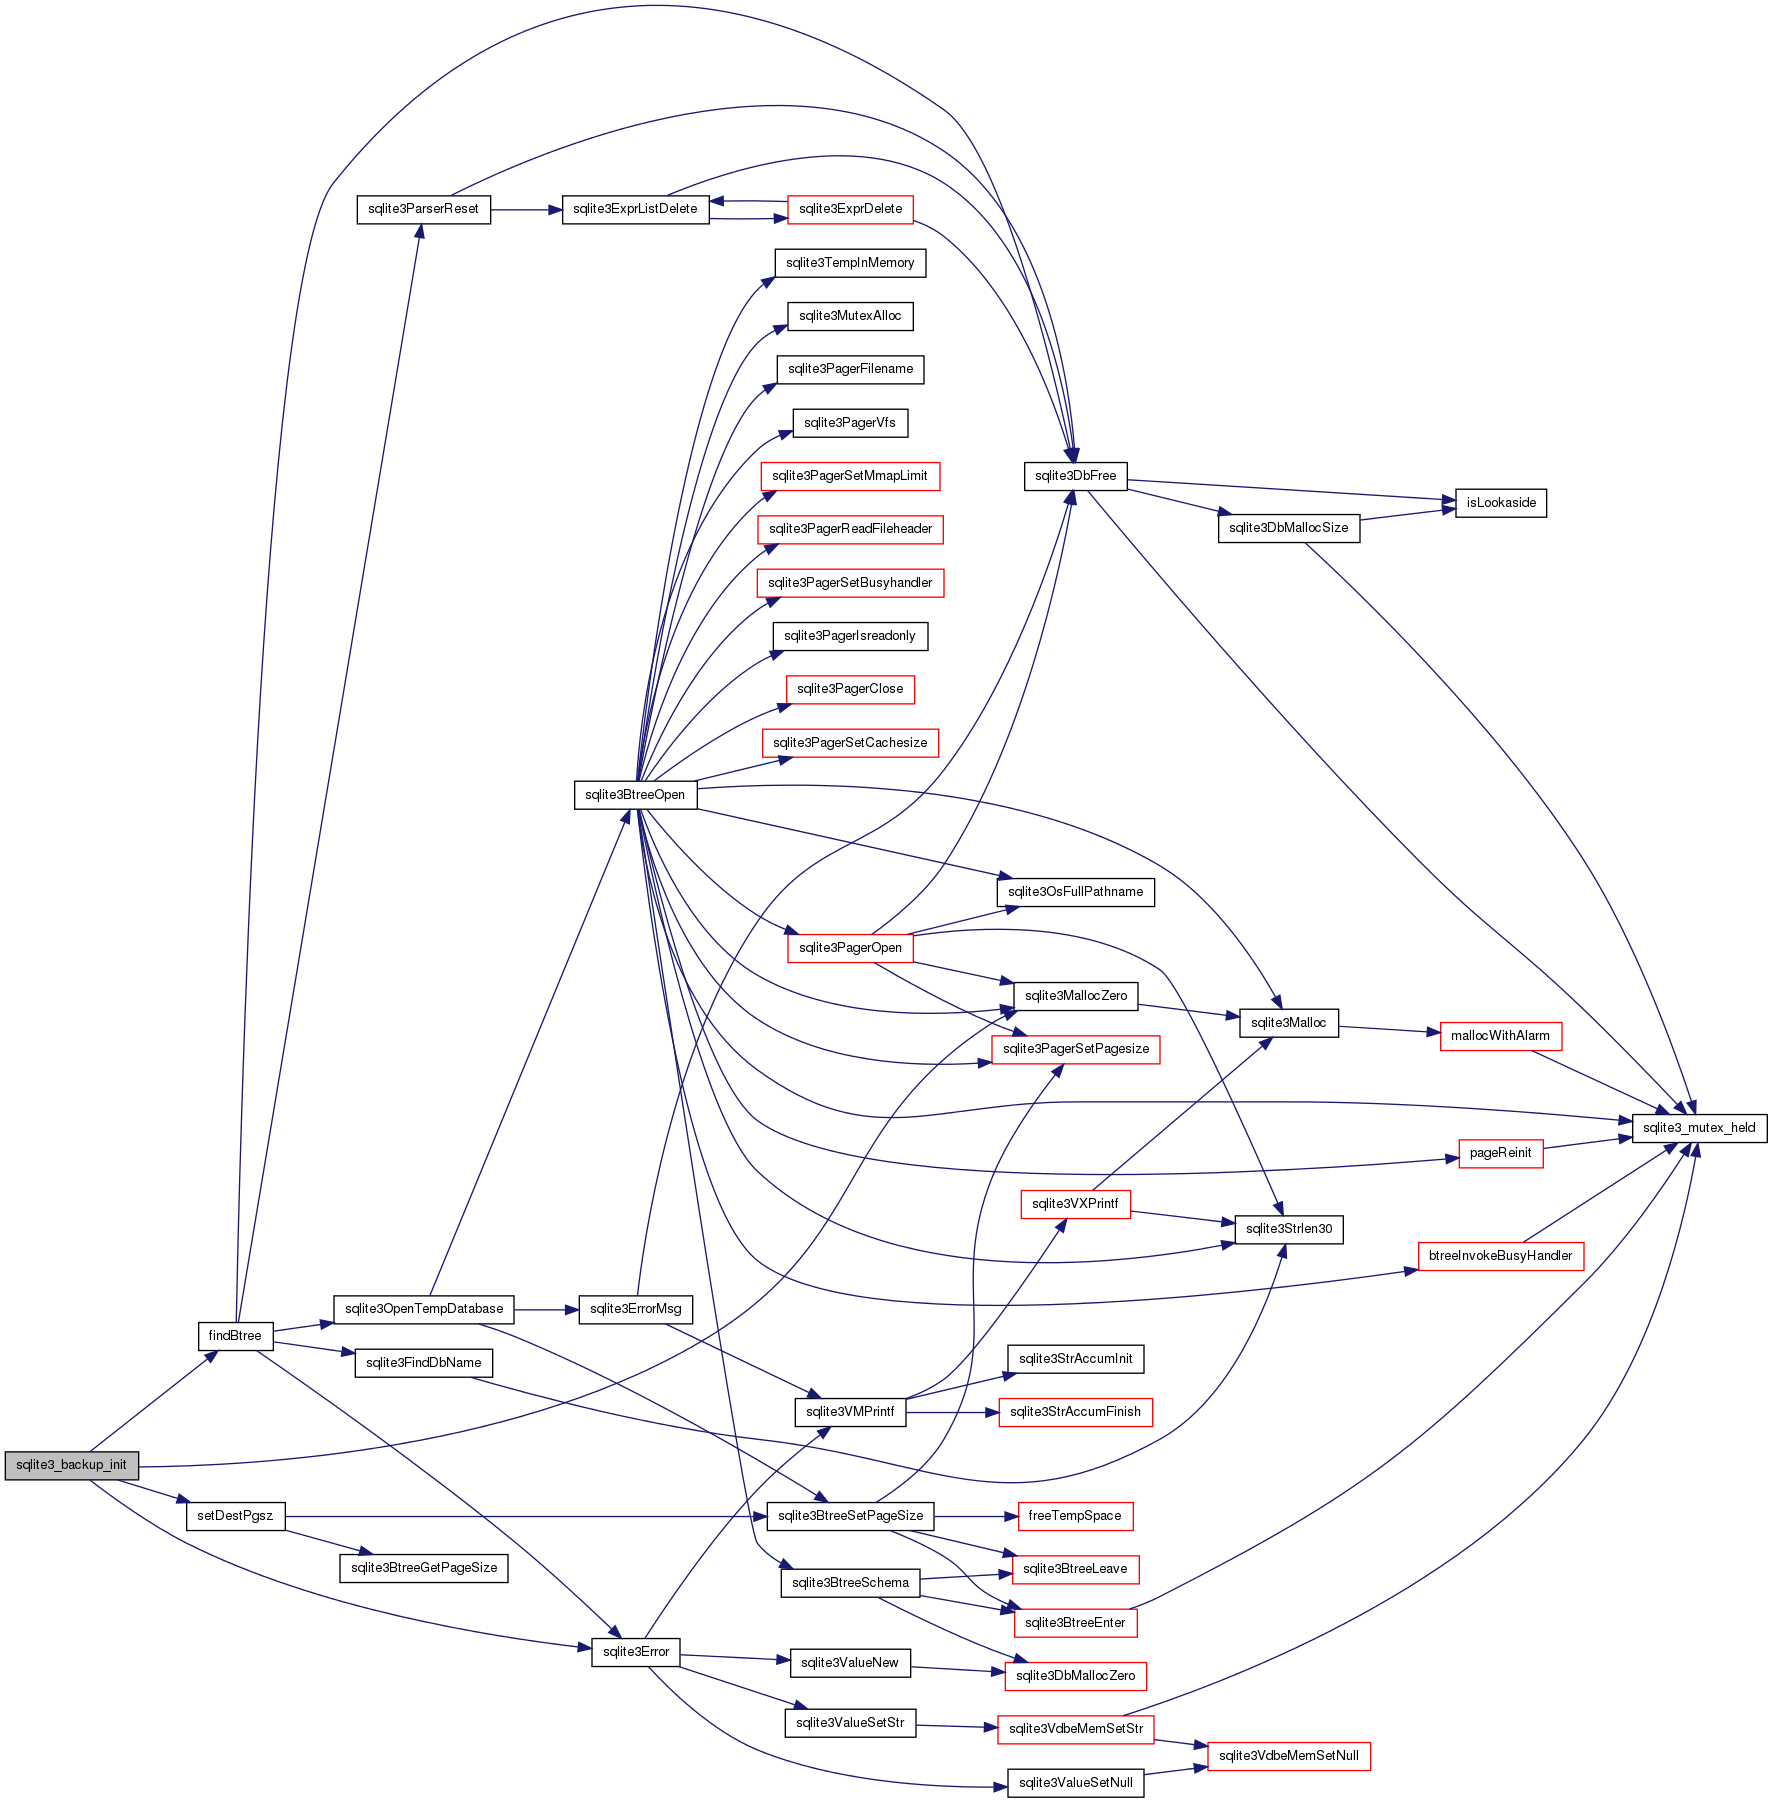 sqlite3ParserReset
sqlite3ExprListDelete
sqlite3ExprDelete
sqlite3TempInMemory
sqlite3MutexAlloc
sqlite3PagerFilename
sqlite3PagerVfs
sqlite3PagerSetMmapLimit
sqlite3DbFree
isLookaside
sqlite3PagerReadFileheader
sqlite3DbMallocSize
sqlite3PagerSetBusyhandler
sqlite3PagerIsreadonly
sqlite3PagerClose
sqlite3PagerSetCachesize
sqlite3BtreeOpen
sqlite3OsFullPathname
sqlite3PagerOpen
sqlite3MallocZero
sqlite3Malloc
mallocWithAlarm
sqlite3PagerSetPagesize
sqlite3_mutex_held
pageReinit
sqlite3VXPrintf
sqlite3Strlen30
btreeInvokeBusyHandler
sqlite3OpenTempDatabase
sqlite3ErrorMsg
findBtree
sqlite3FindDbName
sqlite3StrAccumInit
sqlite3VMPrintf
sqlite3StrAccumFinish
sqlite3_backup_init
setDestPgsz
sqlite3BtreeSetPageSize
freeTempSpace
sqlite3BtreeGetPageSize
sqlite3BtreeLeave
sqlite3BtreeSchema
sqlite3BtreeEnter
sqlite3Error
sqlite3ValueNew
sqlite3DbMallocZero
sqlite3ValueSetStr
sqlite3VdbeMemSetStr
sqlite3VdbeMemSetNull
sqlite3ValueSetNull